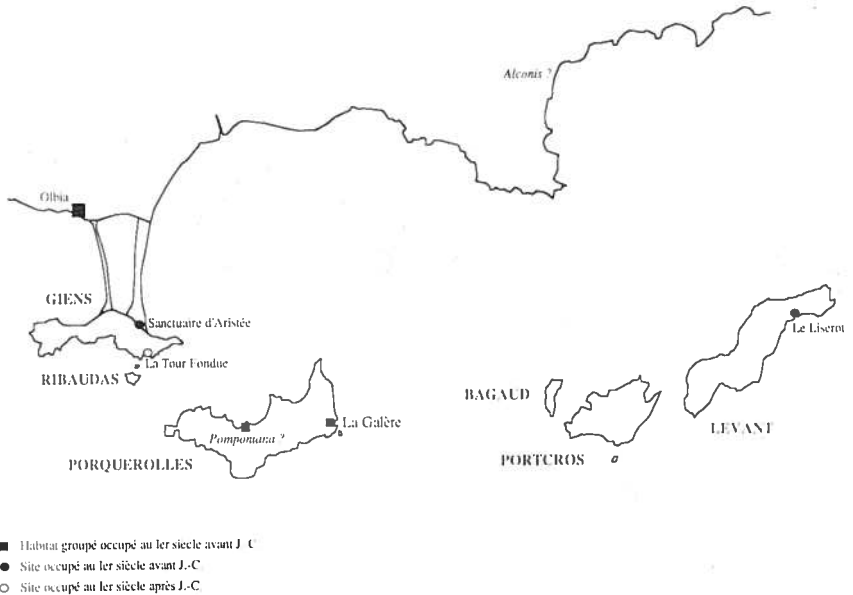 Alconis ?
Olbia
GIENS
Sanctuaire d'Aristée
La Tour Fondue
RIBAUDAS
Le Liserot
BAGAUD
LEVANT
La Galère
Pomponiana ?
PORQUEROLLES
PORTCROS
Habitat groupé occupé au Ier siecle avant J.-C
Site occupé au Ier siècle avant J.-C.
Site occupé au Ier siècle après J.-C.